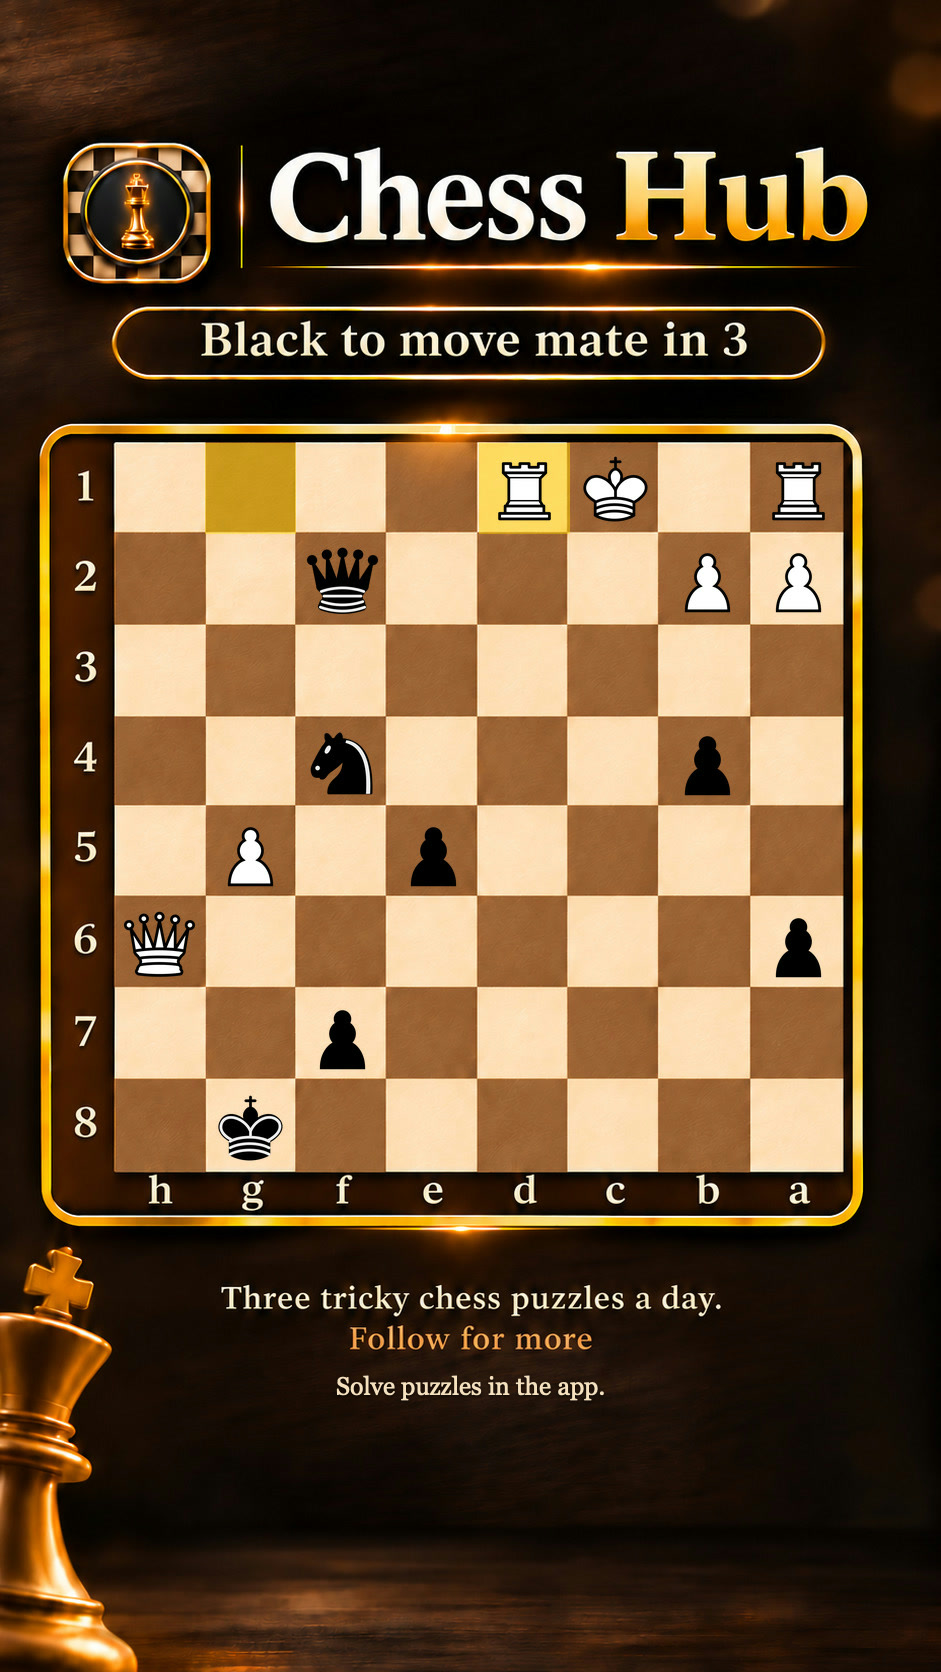 Chess Hub
Black to move mate in 3
1
2
3
4
5
6
7
8
h g f e d c b a
Three tricky chess puzzles a day.
Follow for more
Solve puzzles in the app.